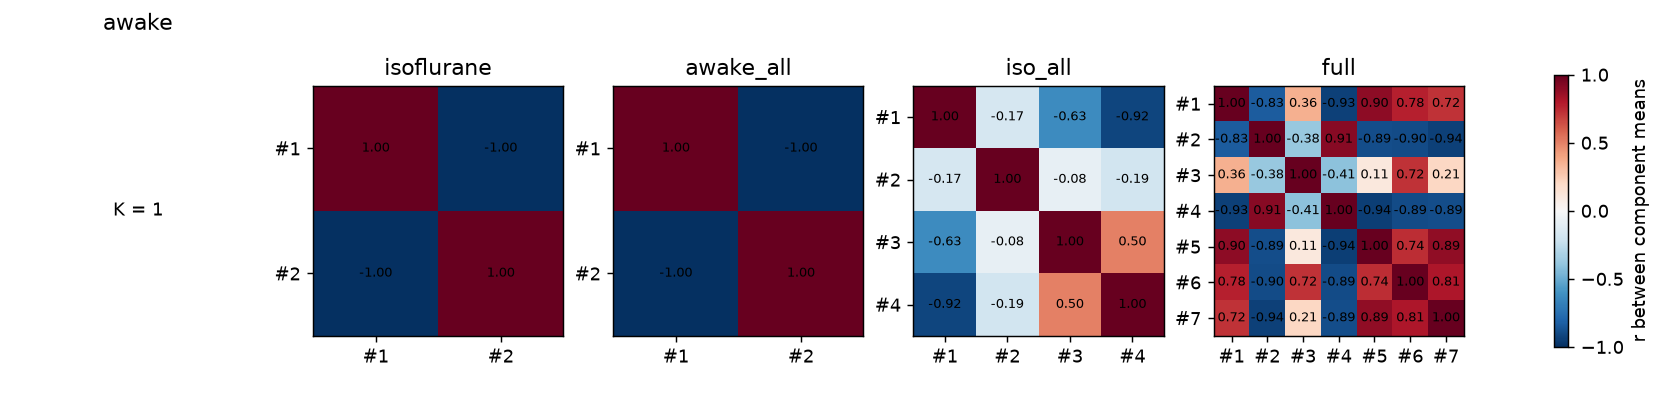 awake
isoflurane awake_all iso_all full
K = 1
#1 1.00 -1.00
#2 -1.00 1.00
#1 #2
#1 1.00 -1.00
#2 -1.00 1.00
#1 #2
#1 1.00 -0.17 -0.63 -0.92
#2 -0.17 1.00 -0.08 -0.19
#3 -0.63 -0.08 1.00 0.50
#4 -0.92 -0.19 0.50 1.00
#1 #2 #3 #4
#1 1.00 -0.83 0.36 -0.93 0.90 0.78 0.72
#2 -0.83 1.00 -0.38 0.91 -0.89 -0.90 -0.94
#3 0.36 -0.38 1.00 -0.41 0.11 0.72 0.21
#4 -0.93 0.91 -0.41 1.00 -0.94 -0.89 -0.89
#5 0.90 -0.89 0.11 -0.94 1.00 0.74 0.89
#6 0.78 -0.90 0.72 -0.89 0.74 1.00 0.81
#7 0.72 -0.94 0.21 -0.89 0.89 0.81 1.00
#1 #2 #3 #4 #5 #6 #7
1.0
0.5
0.0
−0.5
−1.0
r between component means